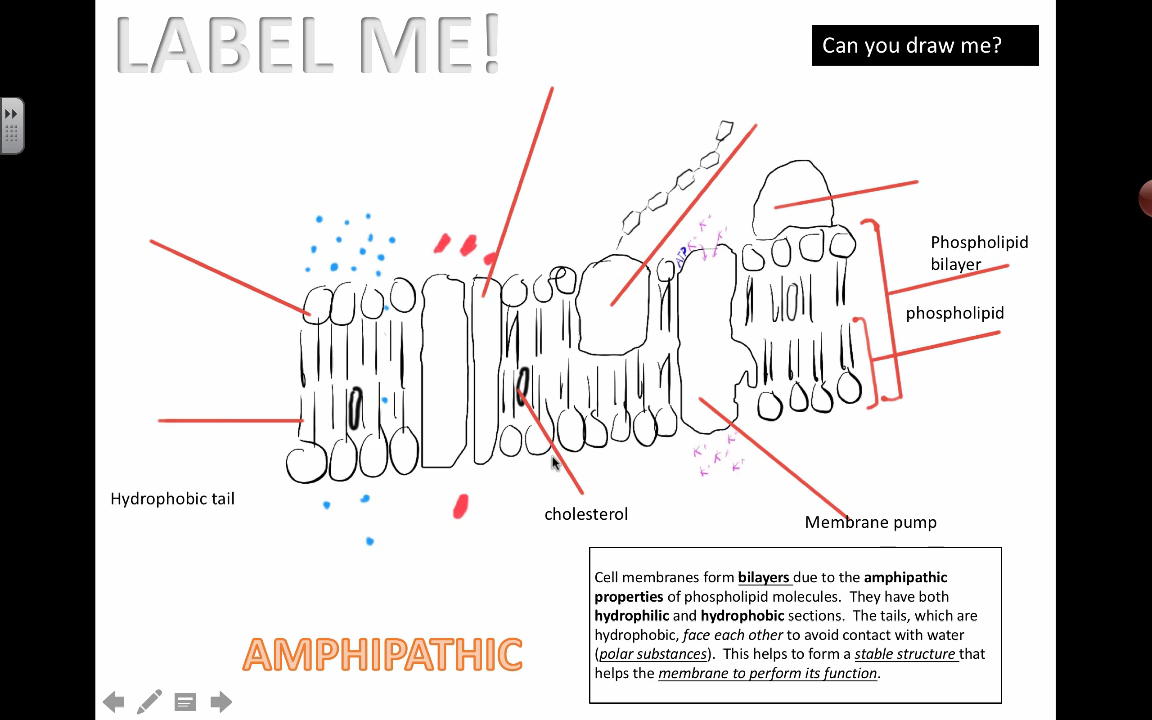 LABEL ME!
Can you draw me?
Phospholipid
bilayer
phospholipid
K+ K+ K+
Hydrophobic tail
cholesterol
Membrane pump
K+ K+ K+ K+
Cell membranes form bilayers due to the amphipathic
properties of phospholipid molecules. They have both
hydrophilic and hydrophobic sections. The tails, which are
hydrophobic, face each other to avoid contact with water
(polar substances). This helps to form a stable structure that
helps the membrane to perform its function.
AMPHIPATHIC